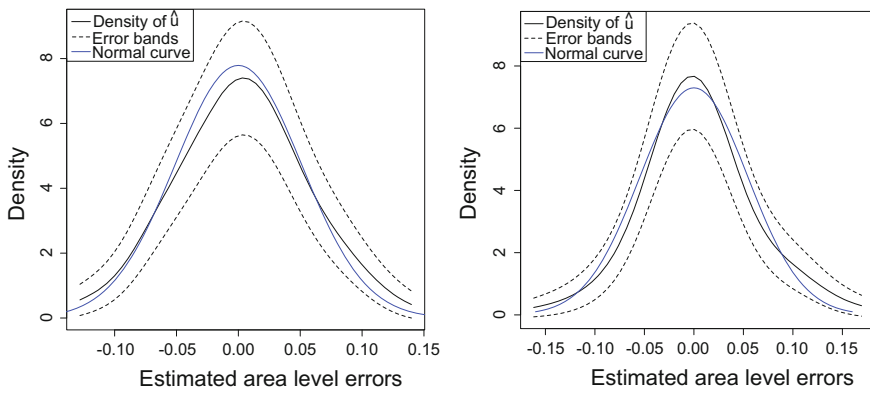 Density of û
Error bands
Normal curve
Density
0
2
4
6
8
-0.10
-0.05
0.00
0.05
0.10
0.15
Estimated area level errors
Density of û
Error bands
Normal curve
Density
0
2
4
6
8
-0.15
-0.10
-0.05
0.00
0.05
0.10
0.15
Estimated area level errors